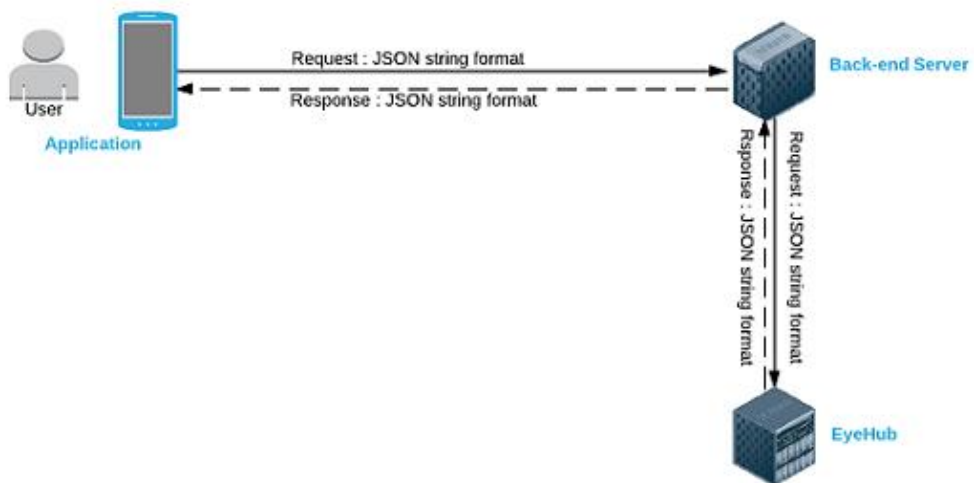 Request : JSON string format
Back-end Server
Response : JSON string format
User
Application
Rsponse : JSON string format
Request : JSON string format
EyeHub